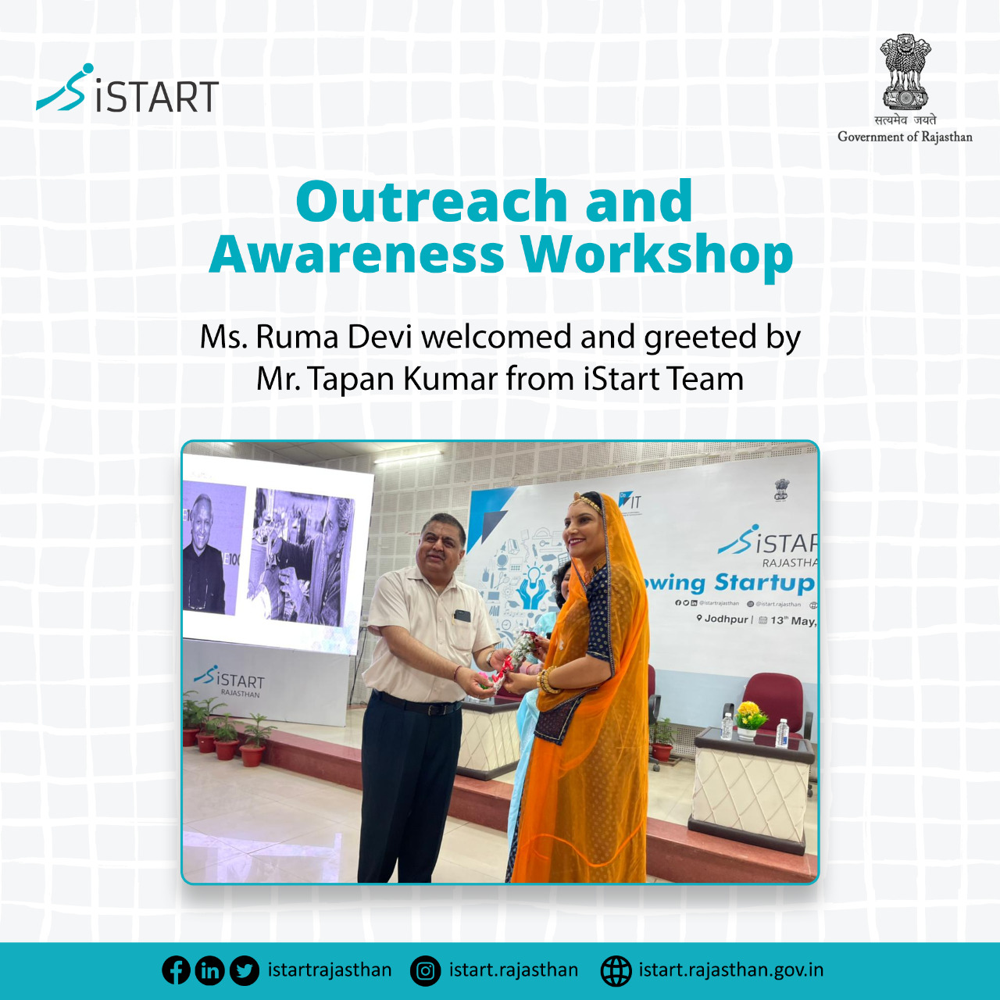 iSTART
सत्यमेव जयते
Government of Rajasthan
Outreach and
Awareness Workshop
Ms. Ruma Devi welcomed and greeted by
Mr. Tapan Kumar from iStart Team
IT
iSTAR
RAJASTHA
owing Startup
@istartrajasthan @istart.rajasthan
Jodhpur | 13th May,
iSTART
RAJASTHAN
istartrajasthan istart.rajasthan istart.rajasthan.gov.in